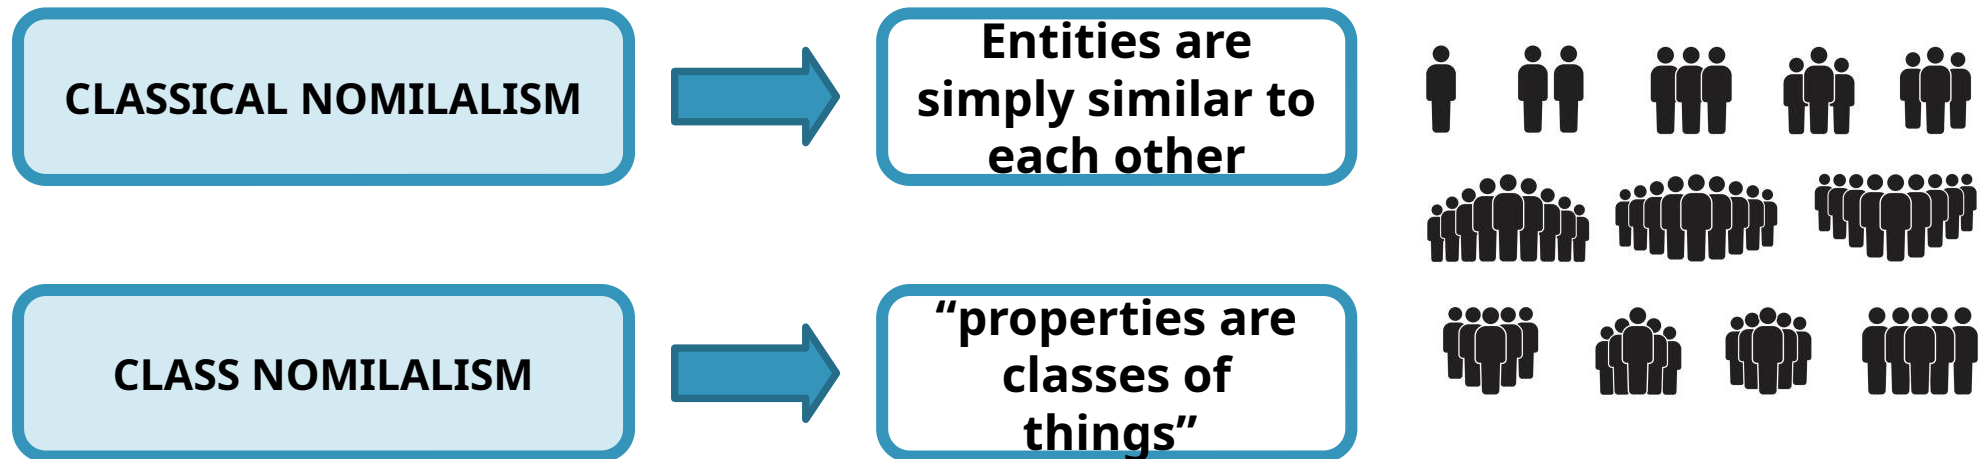 CLASSICAL NOMILALISM
Entities are
simply similar to
each other
CLASS NOMILALISM
“properties are
classes of
things”